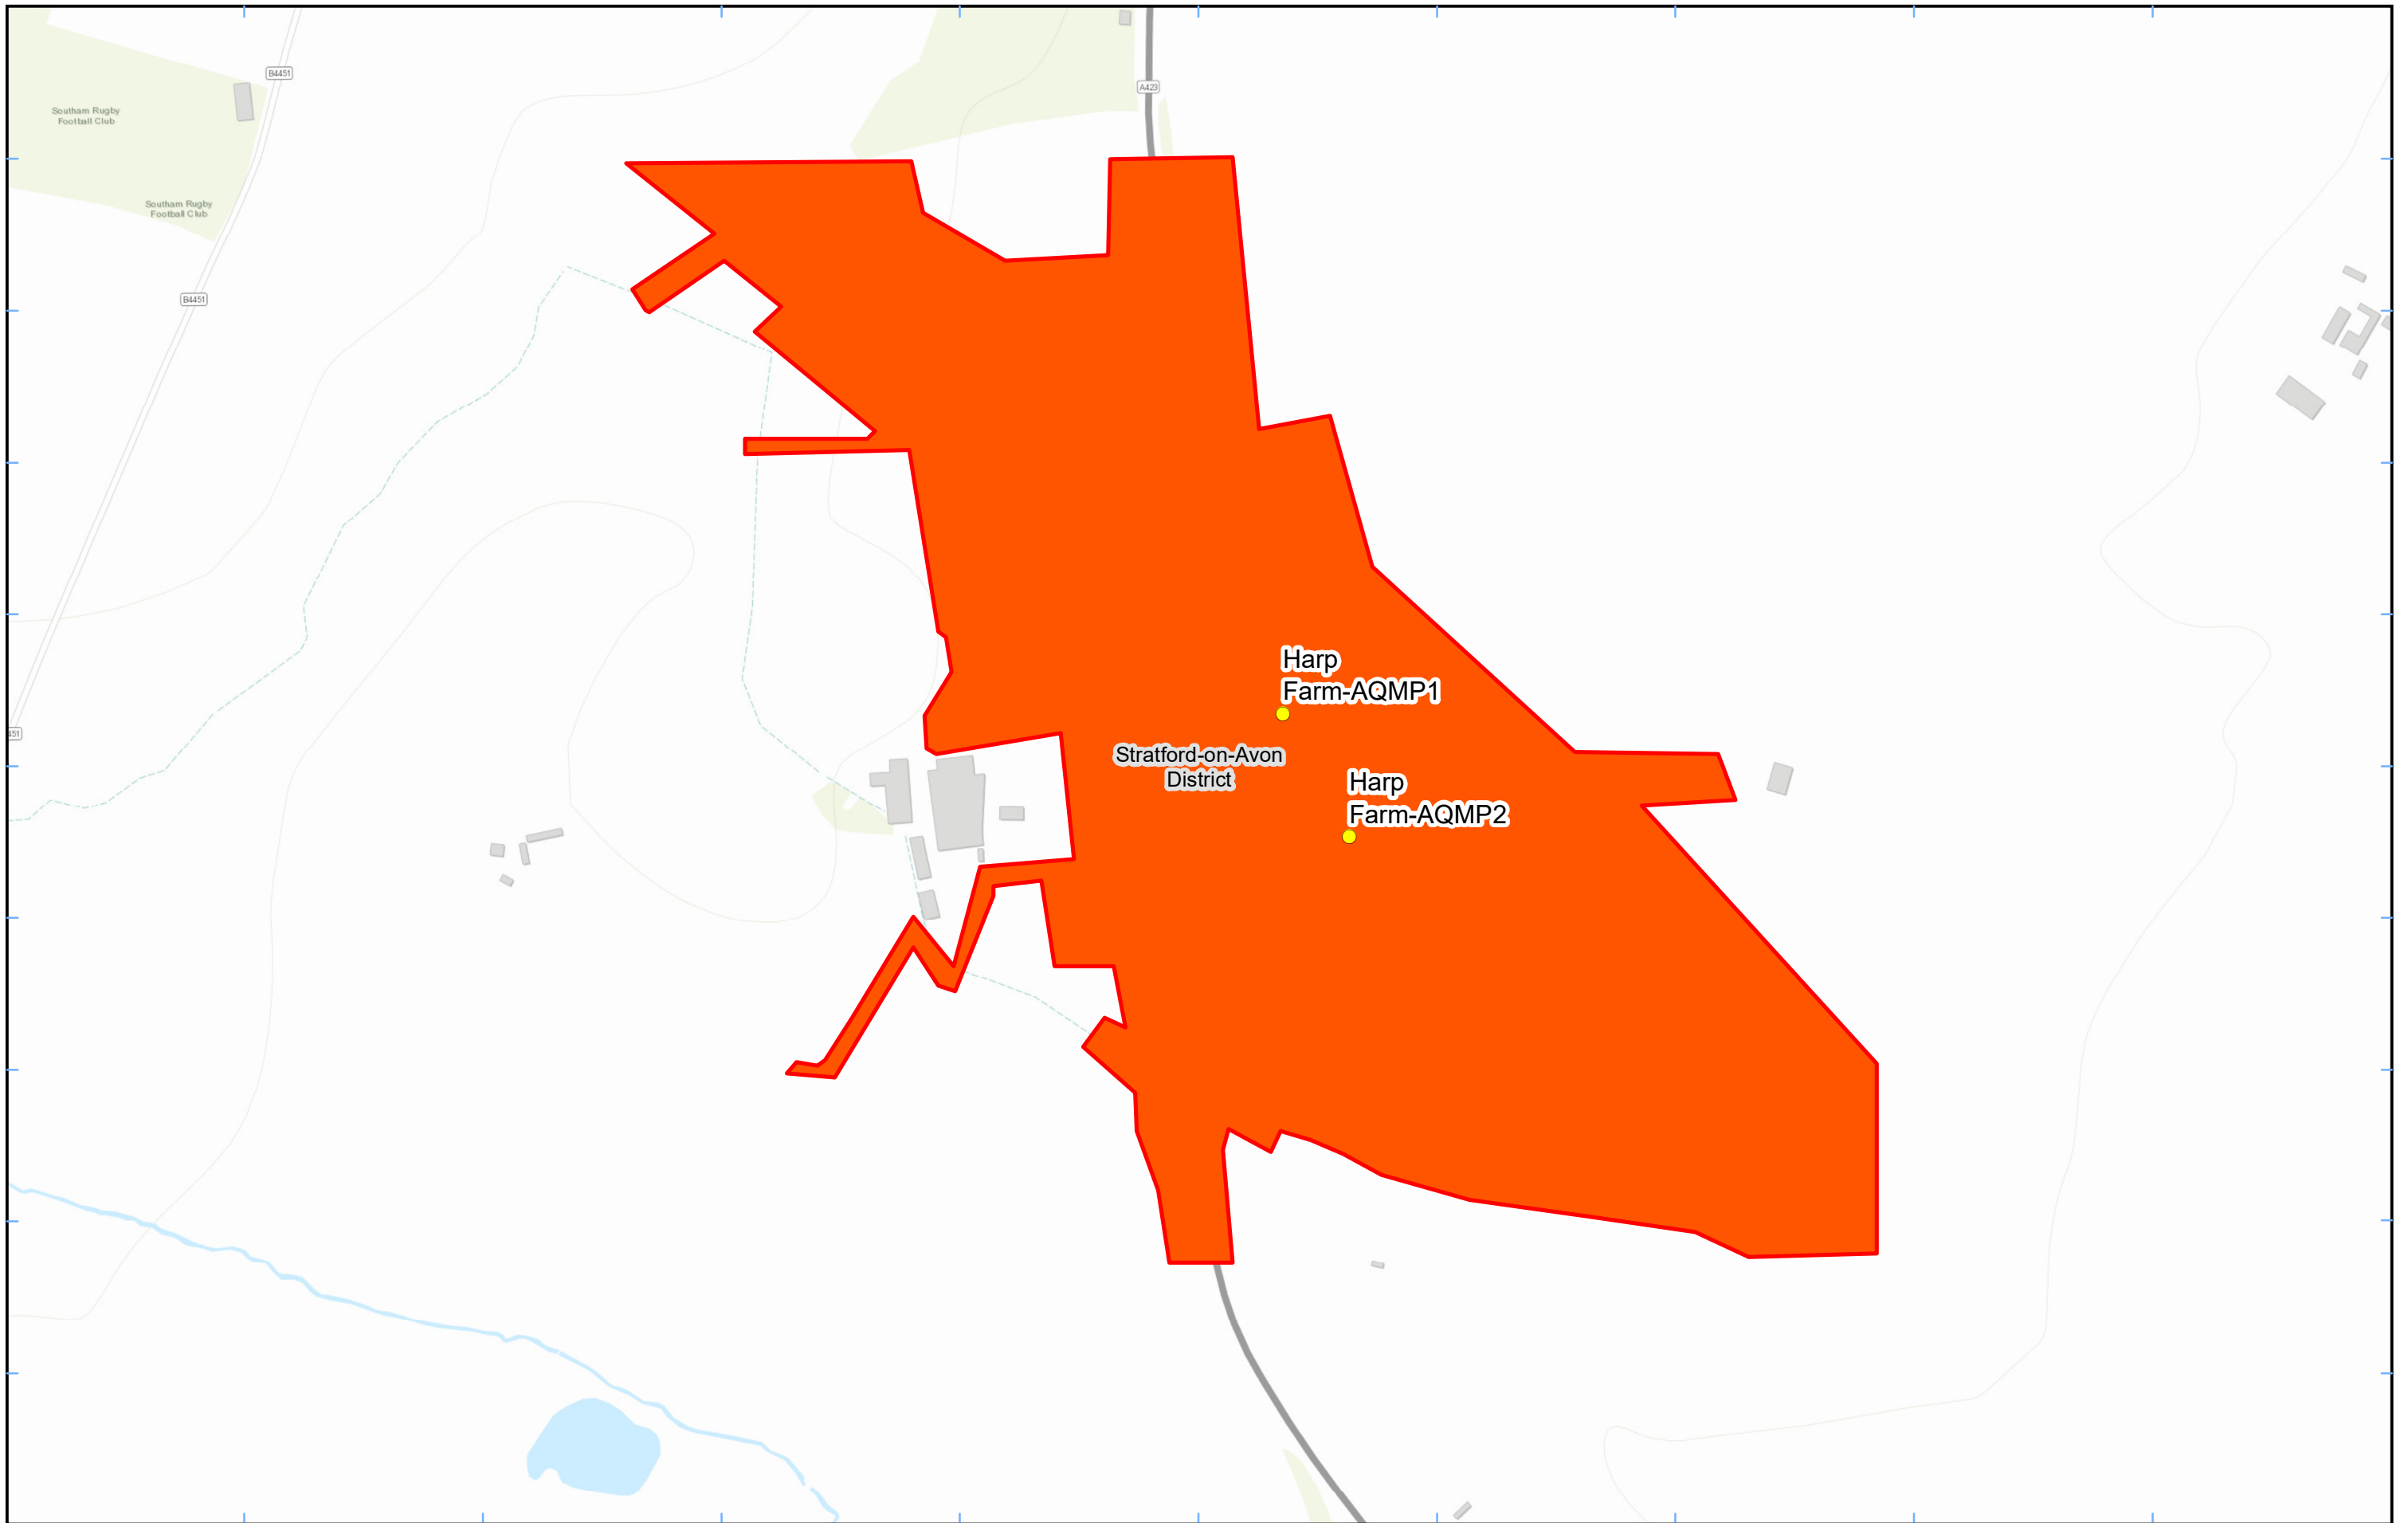 B4451
A423
Southam Rugby
Football Club
Southam Rugby
Football Club
B4451
Harp
Farm-AQMP1
451
Stratford-on-Avon
District
Harp
Farm-AQMP2